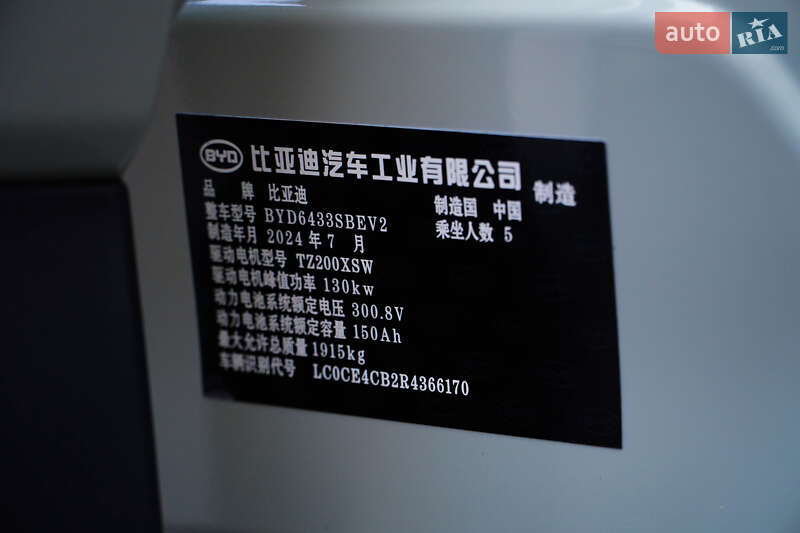 auto RIA .com
BYD 比亚迪汽车工业有限公司 制造
品 牌 比亚迪 制造国 中国
整车型号 BYD6433SBEV2 乘坐人数 5
制造年月 2024 年 7 月
驱动电机型号 TZ200XSW
驱动电机峰值功率 130kw
动力电池系统额定电压 300.8V
动力电池系统额定容量 150Ah
最大允许总质量 1915kg
车辆识别代号 LC0CE4CB2R4366170